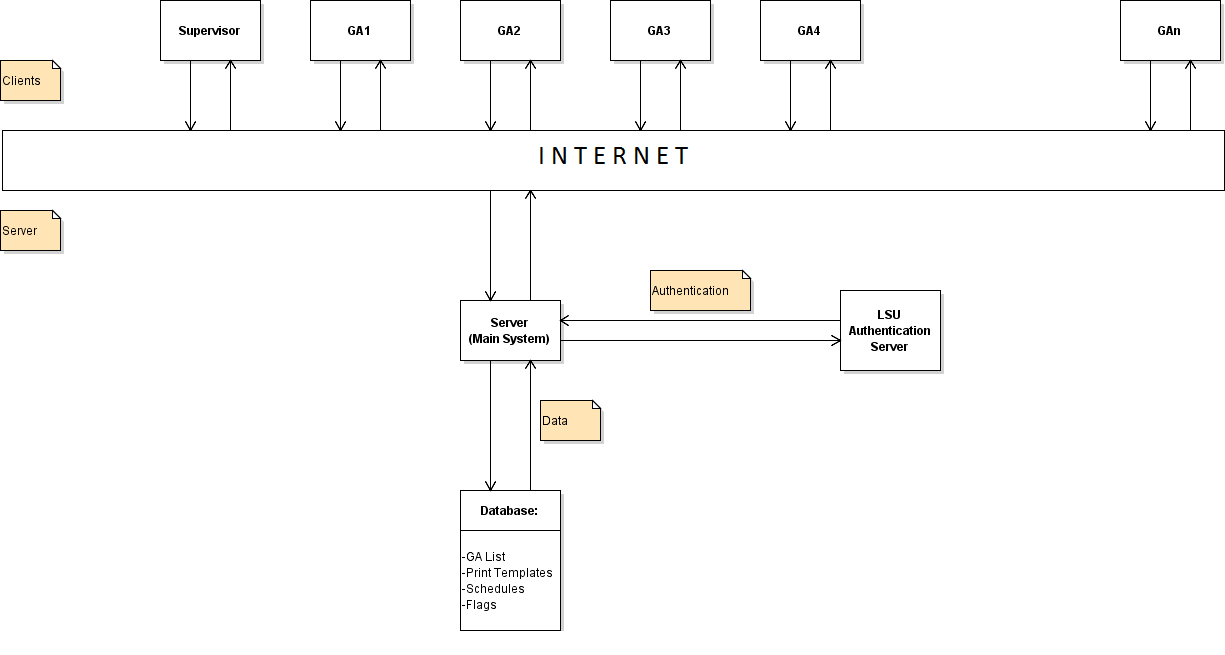 Supervisor
GA1
GA2
GA3
GA4
GAn
Clients
INTERNET
Server
Authentication
Server
(Main System)
LSU
Authentication
Server
Data
Database:
-GA List
-Print Templates
-Schedules
-Flags